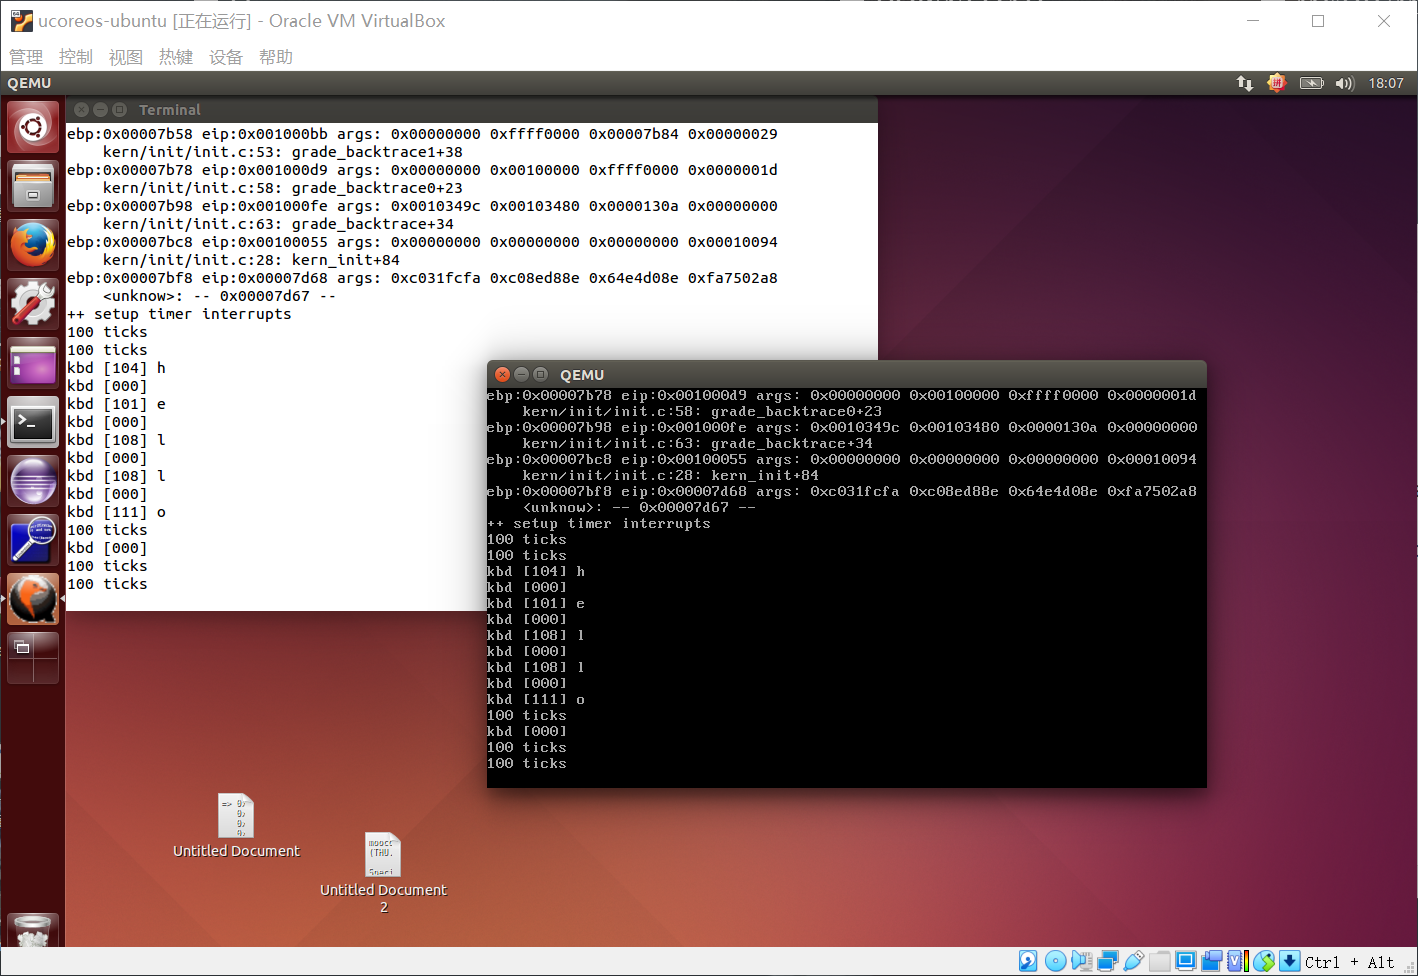 ucoreos-ubuntu [正在运行] - Oracle VM VirtualBox
管理 控制 视图 热键 设备 帮助
QEMU
18:07
Terminal
ebp:0x00007b58 eip:0x001000bb args: 0x00000000 0xffff0000 0x00007b84 0x00000029
kern/init/init.c:53: grade_backtrace1+38
ebp:0x00007b78 eip:0x001000d9 args: 0x00000000 0x00100000 0xffff0000 0x0000001d
kern/init/init.c:58: grade_backtrace0+23
ebp:0x00007b98 eip:0x001000fe args: 0x0010349c 0x00103480 0x0000130a 0x00000000
kern/init/init.c:63: grade_backtrace+34
ebp:0x00007bc8 eip:0x00100055 args: 0x00000000 0x00000000 0x00000000 0x00010094
kern/init/init.c:28: kern_init+84
ebp:0x00007bf8 eip:0x00007d68 args: 0xc031fcfa 0xc08ed88e 0x64e4d08e 0xfa7502a8
<unknow>: -- 0x00007d67 --
++ setup timer interrupts
100 ticks
100 ticks
kbd [104] h
kbd [000]
kbd [101] e
kbd [000]
kbd [108] l
kbd [000]
kbd [108] l
kbd [000]
kbd [111] o
100 ticks
kbd [000]
100 ticks
100 ticks
QEMU
ebp:0x00007b78 eip:0x001000d9 args: 0x00000000 0x00100000 0xffff0000 0x0000001d
kern/init/init.c:58: grade_backtrace0+23
ebp:0x00007b98 eip:0x001000fe args: 0x0010349c 0x00103480 0x0000130a 0x00000000
kern/init/init.c:63: grade_backtrace+34
ebp:0x00007bc8 eip:0x00100055 args: 0x00000000 0x00000000 0x00000000 0x00010094
kern/init/init.c:28: kern_init+84
ebp:0x00007bf8 eip:0x00007d68 args: 0xc031fcfa 0xc08ed88e 0x64e4d08e 0xfa7502a8
<unknow>: -- 0x00007d67 --
++ setup timer interrupts
100 ticks
100 ticks
kbd [104] h
kbd [000]
kbd [101] e
kbd [000]
kbd [108] l
kbd [000]
kbd [108] l
kbd [000]
kbd [111] o
100 ticks
kbd [000]
100 ticks
100 ticks
Untitled Document
Untitled Document
2
Ctrl + Alt